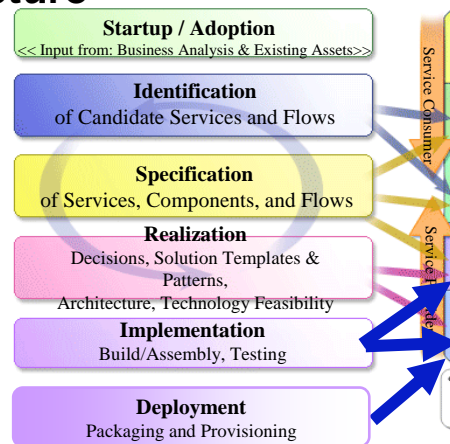 Startup / Adoption
<< Input from: Business Analysis & Existing Assets>>
Identification
of Candidate Services and Flows
Specification
of Services, Components, and Flows
Realization
Decisions, Solution Templates &
Patterns,
Architecture, Technology Feasibility
Implementation
Build/Assembly, Testing
Deployment
Packaging and Provisioning
Service Consumer
Service